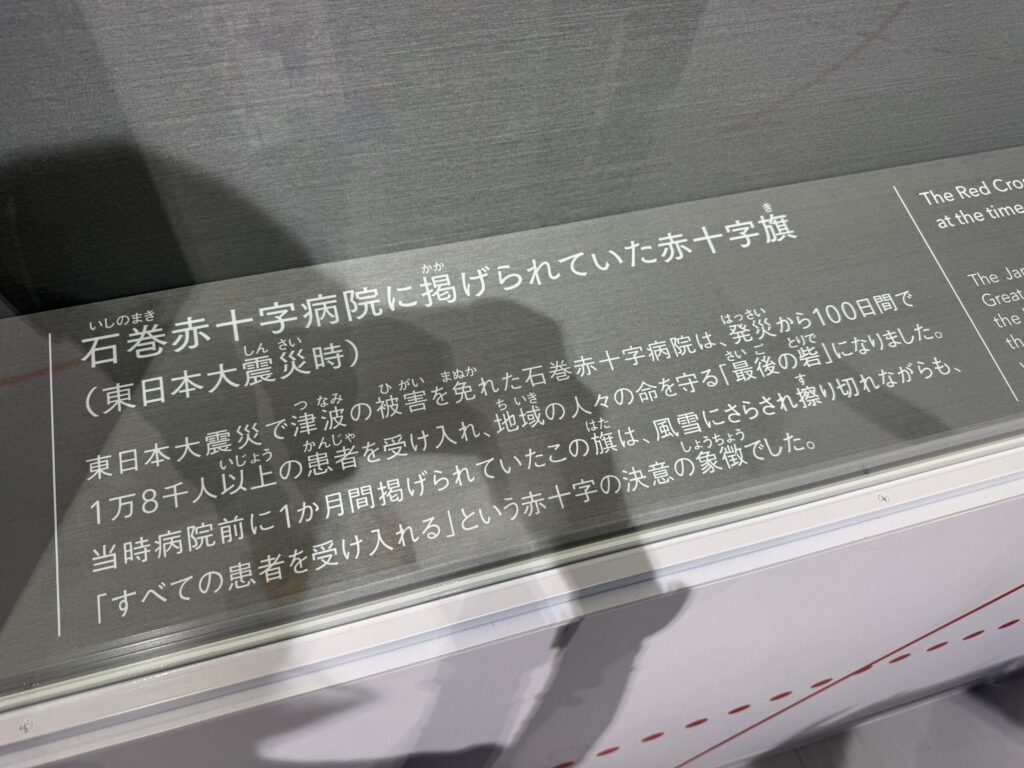 石巻赤十字病院に掲げられていた赤十字旗
（東日本大震災時）
東日本大震災で津波の被害を免れた石巻赤十字病院は、発災から100日間で
1万8千人以上の患者を受け入れ、地域の人々の命を守る「最後の砦」になりました。
当時病院前に1か月間掲げられていたこの旗は、風雪にさらされ擦り切れながらも、
「すべての患者を受け入れる」という赤十字の決意の象徴でした。
The Red Cro
at the time
The Ja
Great
the
th